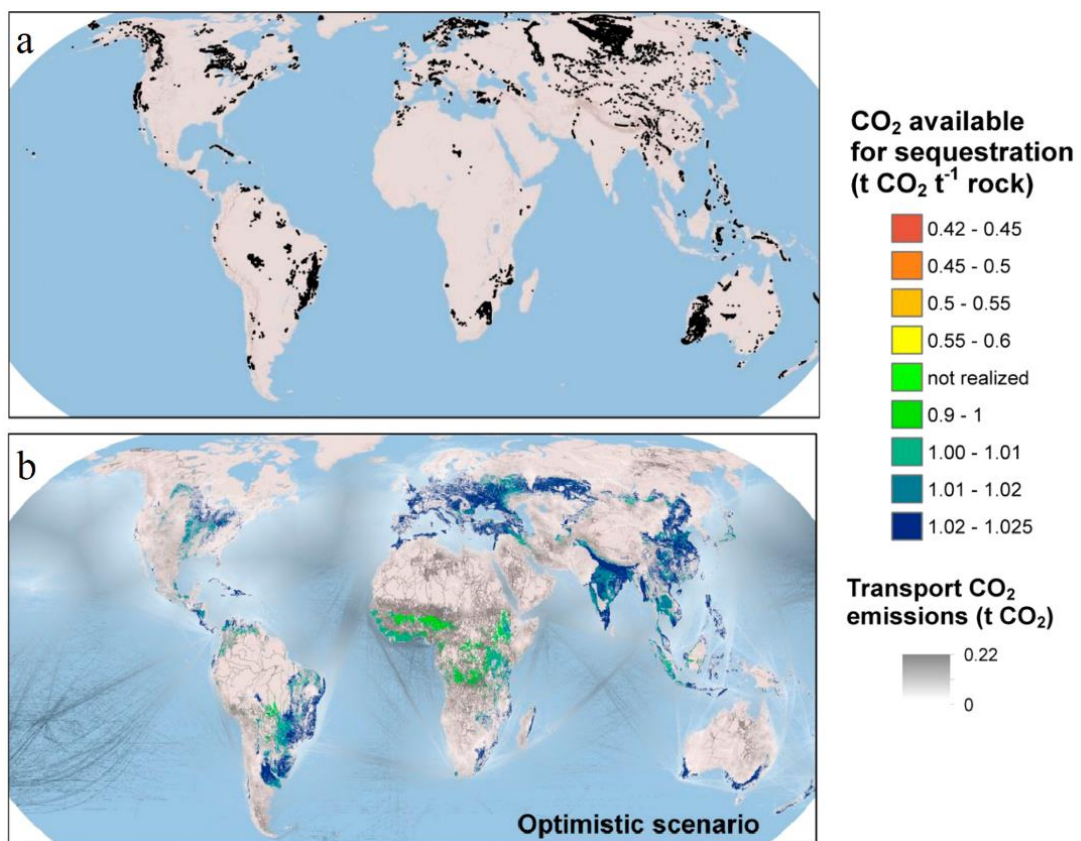 a
CO₂ available
for sequestration
(t CO₂ t⁻¹ rock)
0.42 - 0.45
0.45 - 0.5
0.5 - 0.55
0.55 - 0.6
not realized
0.9 - 1
1.00 - 1.01
1.01 - 1.02
1.02 - 1.025
Transport CO₂
emissions (t CO₂)
0.22
0
b
Optimistic scenario